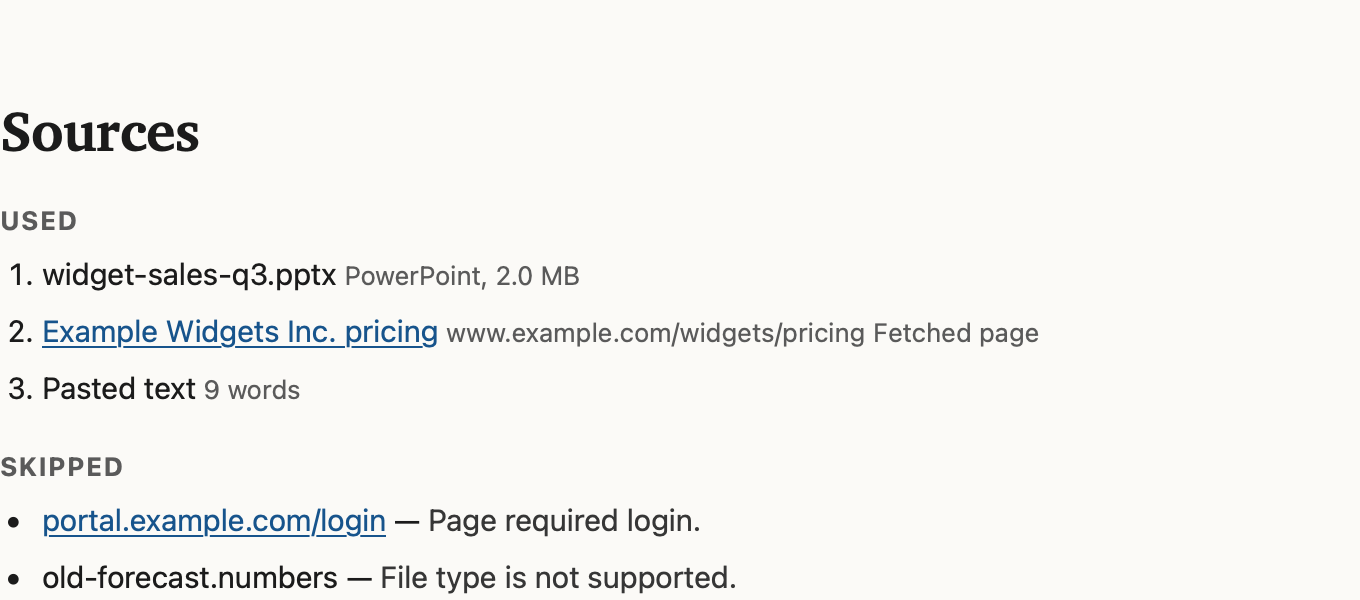 Sources
USED
1. widget-sales-q3.pptx PowerPoint, 2.0 MB
2. Example Widgets Inc. pricing www.example.com/widgets/pricing Fetched page
3. Pasted text 9 words
SKIPPED
• portal.example.com/login — Page required login.
• old-forecast.numbers — File type is not supported.